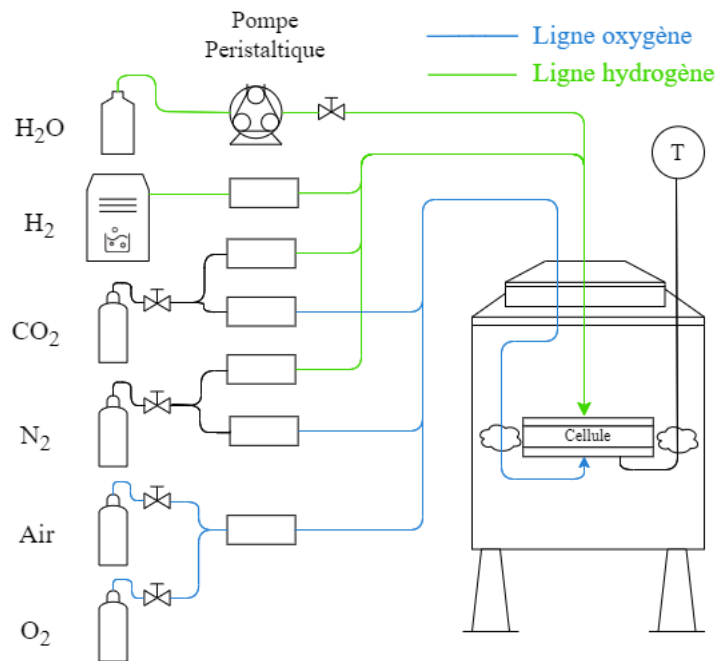 Pompe
Peristaltique
Ligne oxygène
Ligne hydrogène
H₂O
T
H₂
CO₂
N₂
Cellule
Air
O₂